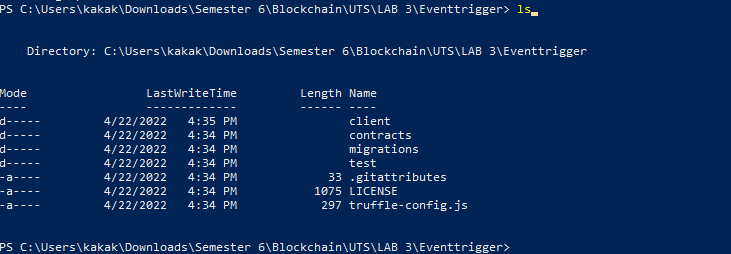 PS C:\Users\kakak\Downloads\Semester 6\Blockchain\UTS\LAB 3\Eventtrigger> ls
Directory: C:\Users\kakak\Downloads\Semester 6\Blockchain\UTS\LAB 3\Eventtrigger
Mode LastWriteTime Length Name
---- ------------- ------ ----
d----- 4/22/2022 4:35 PM client
d----- 4/22/2022 4:34 PM contracts
d----- 4/22/2022 4:34 PM migrations
d----- 4/22/2022 4:34 PM test
-a---- 4/22/2022 4:34 PM 33 .gitattributes
-a---- 4/22/2022 4:34 PM 1075 LICENSE
-a---- 4/22/2022 4:34 PM 297 truffle-config.js
PS C:\Users\kakak\Downloads\Semester 6\Blockchain\UTS\LAB 3\Eventtrigger>